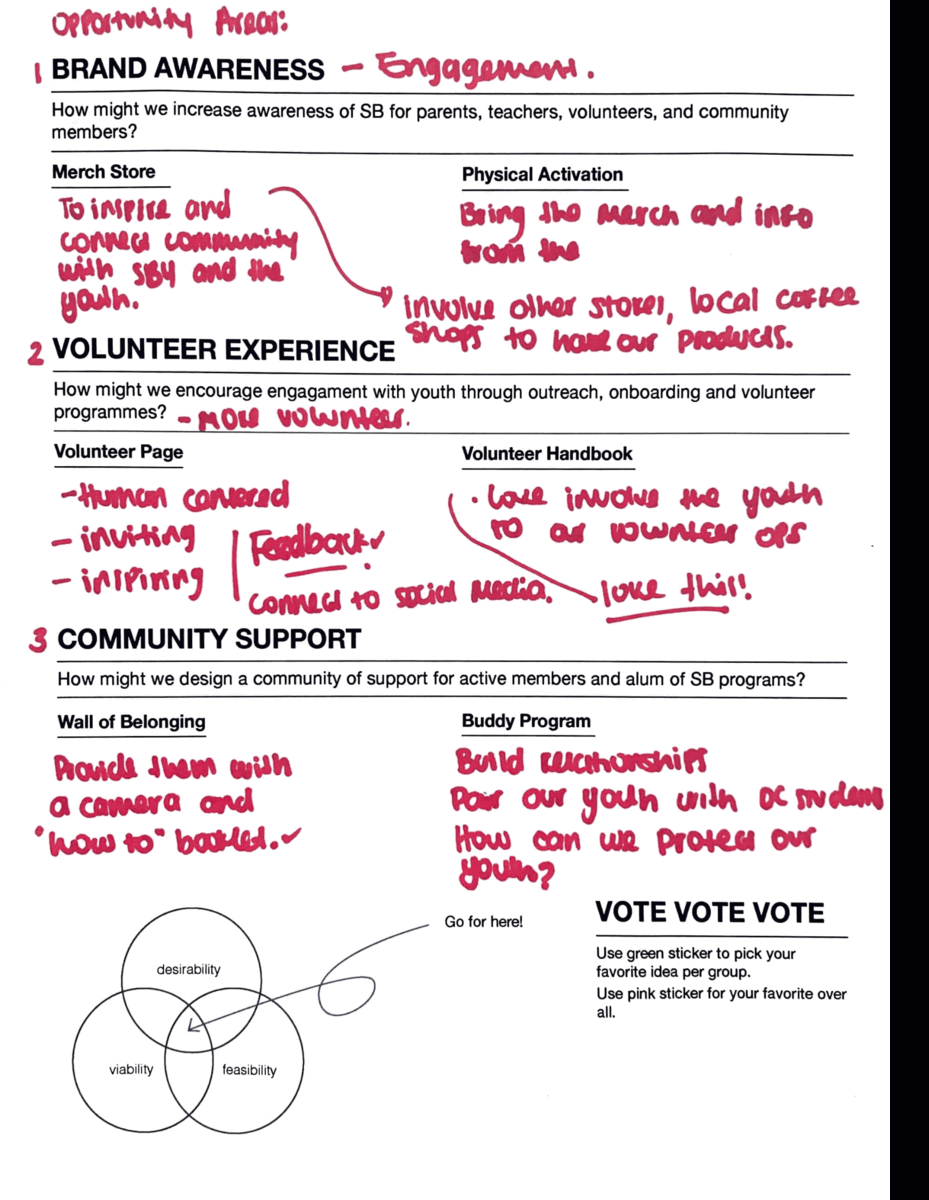 Opportunity Areas:
1 BRAND AWARENESS - Engagement.
How might we increase awareness of SB for parents, teachers, volunteers, and community
members?
Merch Store
To inspire and
connect community
with SBY and the
youth.
Physical Activation
Bring the merch and info
from the
involve other stores, local coffee
shops to have our products.
2 VOLUNTEER EXPERIENCE
How might we encourage engagament with youth through outreach, onboarding and volunteer
programmes? - more volunteer.
Volunteer Page
- Human centered
- inviting
- inspiring
Feedback ✓
connect to social media.
Volunteer Handbook
· Love involve the youth
to our volunteer ops
love this!
3 COMMUNITY SUPPORT
How might we design a community of support for active members and alum of SB programs?
Wall of Belonging
Provide them with
a camera and
"how to" booklet. ✓
Buddy Program
Build relationships
Pair our youth with OC students
How can we protect our
youth?
desirability
viability
feasibility
Go for here!
VOTE VOTE VOTE
Use green sticker to pick your
favorite idea per group.
Use pink sticker for your favorite over
all.